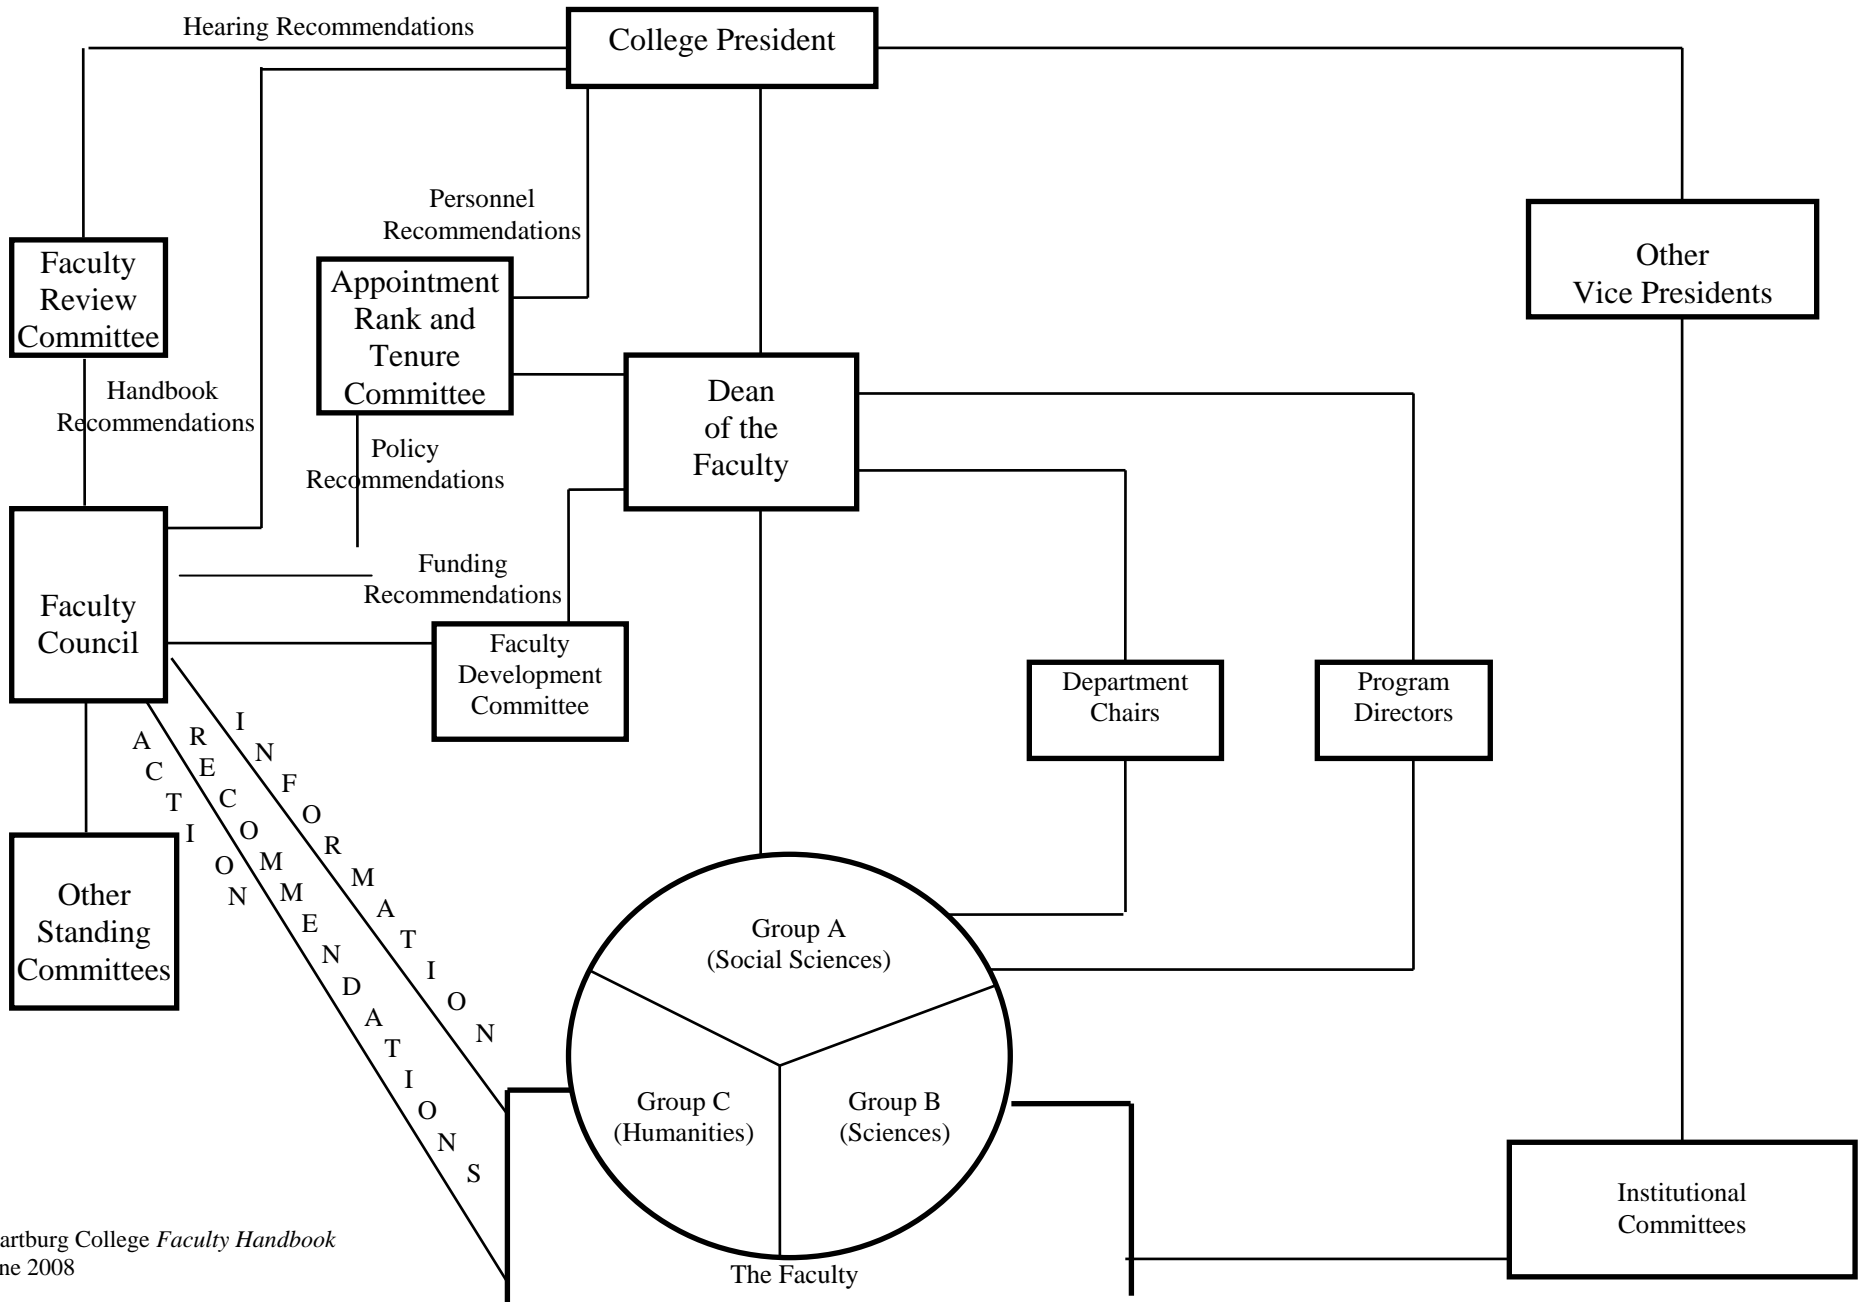 Hearing Recommendations
College President
Personnel
Recommendations
Faculty
Review
Committee
Appointment
Rank and
Tenure
Committee
Other
Vice Presidents
Handbook
Recommendations
Dean
of the
Faculty
Policy
Recommendations
Funding
Recommendations
Faculty
Council
Faculty
Development
Committee
Department
Chairs
Program
Directors
ACTION
RECOMMENDATIONS
INFORMATION
Other
Standing
Committees
Group A
(Social Sciences)
Group C
(Humanities)
Group B
(Sciences)
The Faculty
Institutional
Committees
artburg College Faculty Handbook
ne 2008